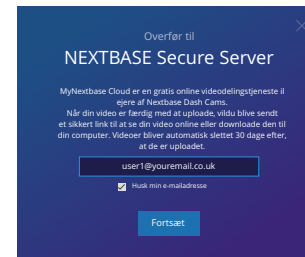 Overfør til
NEXTBASE Secure Server
MyNextbase Cloud er en gratis online videodelingstjeneste til
ejere af Nextbase Dash Cams.
Når din video er færdig med at uploade, vildu blive sendt
et sikkert link til at se din video online eller downloade den til
din computer. Videoer bliver automatisk slettet 30 dage efter,
at de er uploadet.
user1@youremail.co.uk
Husk min e-mailadresse
Fortsæt